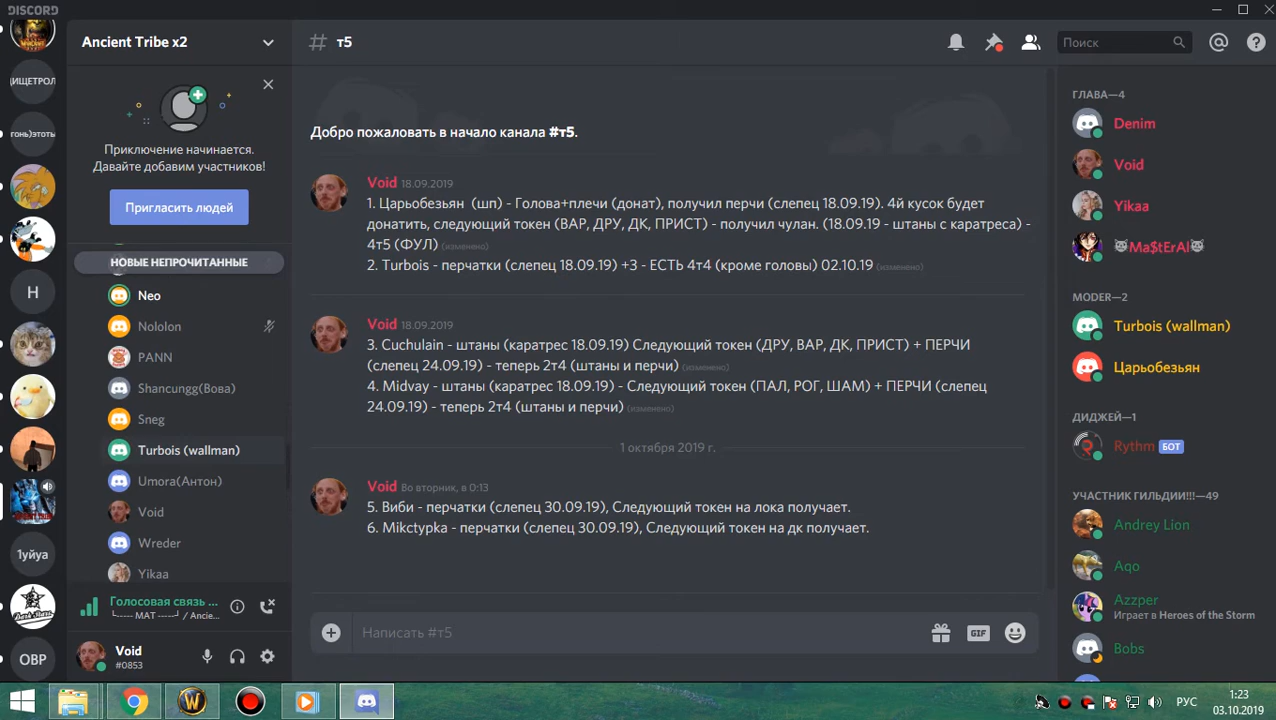 DISCORD
Ancient Tribe x2
# т5
Поиск
Приключение начинается.
Давайте добавим участников!
Пригласить людей
НОВЫЕ НЕПРОЧИТАННЫЕ
Neo
Nololon
PANN
Shancungg(Вова)
Sneg
Turbois (wallman)
Umora(Антон)
Void
Wreder
Yikaa
Голосовая связь ...
└----- МАТ -----┘ / Ancie...
Void
#0853
ИЩЕТРОЛ
гонь)этоть
Н
1уйуа
ОВР
Добро пожаловать в начало канала #т5.
Void 18.09.2019
1. Царьобезьян (шп) - Голова+плечи (донат), получил перчи (слепец 18.09.19). 4й кусок будет
донатить, следующий токен (ВАР, ДРУ, ДК, ПРИСТ) - получил чулан. (18.09.19 - штаны с каратреса) -
4т5 (ФУЛ) (изменено)
2. Turbois - перчатки (слепец 18.09.19) +3 - ЕСТЬ 4т4 (кроме головы) 02.10.19 (изменено)
Void 18.09.2019
3. Cuchulain - штаны (каратрес 18.09.19) Следующий токен (ДРУ, ВАР, ДК, ПРИСТ) + ПЕРЧИ
(слепец 24.09.19) - теперь 2т4 (штаны и перчи) (изменено)
4. Midvay - штаны (каратрес 18.09.19) - Следующий токен (ПАЛ, РОГ, ШАМ) + ПЕРЧИ (слепец
24.09.19) - теперь 2т4 (штаны и перчи) (изменено)
1 октября 2019 г.
Void Во вторник, в 0:13
5. Виби - перчатки (слепец 30.09.19), Следующий токен на лока получает.
6. Mikctypka - перчатки (слепец 30.09.19), Следующий токен на дк получает.
Написать #т5
GIF
ГЛАВА—4
Denim
Void
Yikaa
Ma$tErAl
MODER—2
Turbois (wallman)
Царьобезьян
ДИДЖЕЙ—1
Rythm БОТ
УЧАСТНИК ГИЛЬДИИ!!!—49
Andrey Lion
Aqo
Azzper
Играет в Heroes of the Storm
Bobs
РУС
1:23
03.10.2019